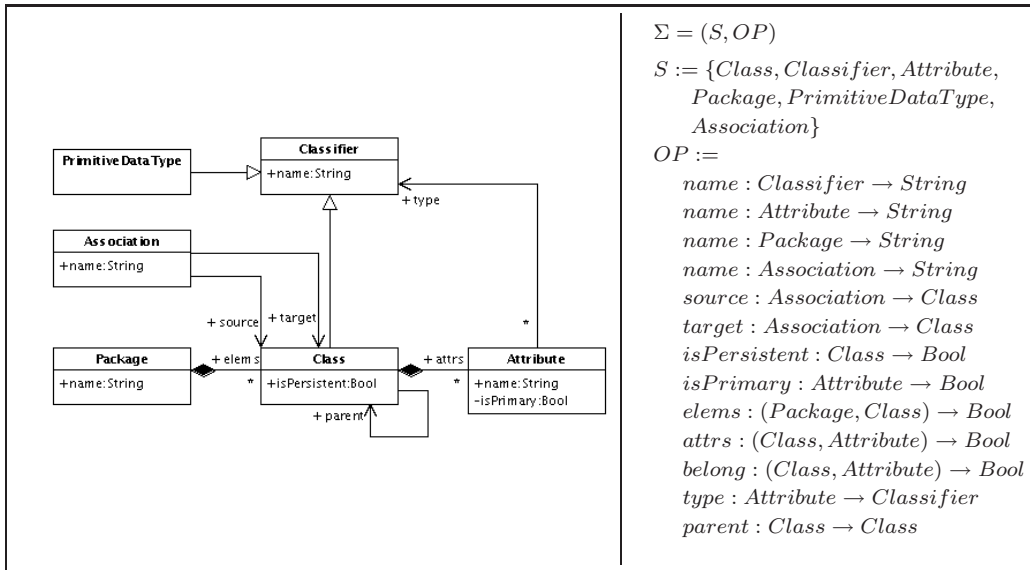 PrimitiveDataType
Classifier
+name:String
+ type
Association
+name:String
+ source
+ target
*
Package
+name:String
+ elems
*
Class
+isPersistent:Bool
+ parent
+ attrs
*
Attribute
+name:String
-isPrimary:Bool
Σ = (S, OP)
S := {Class, Classifier, Attribute,
Package, PrimitiveDataType,
Association}
OP :=
name : Classifier → String
name : Attribute → String
name : Package → String
name : Association → String
source : Association → Class
target : Association → Class
isPersistent : Class → Bool
isPrimary : Attribute → Bool
elems : (Package, Class) → Bool
attrs : (Class, Attribute) → Bool
belong : (Class, Attribute) → Bool
type : Attribute → Classifier
parent : Class → Class